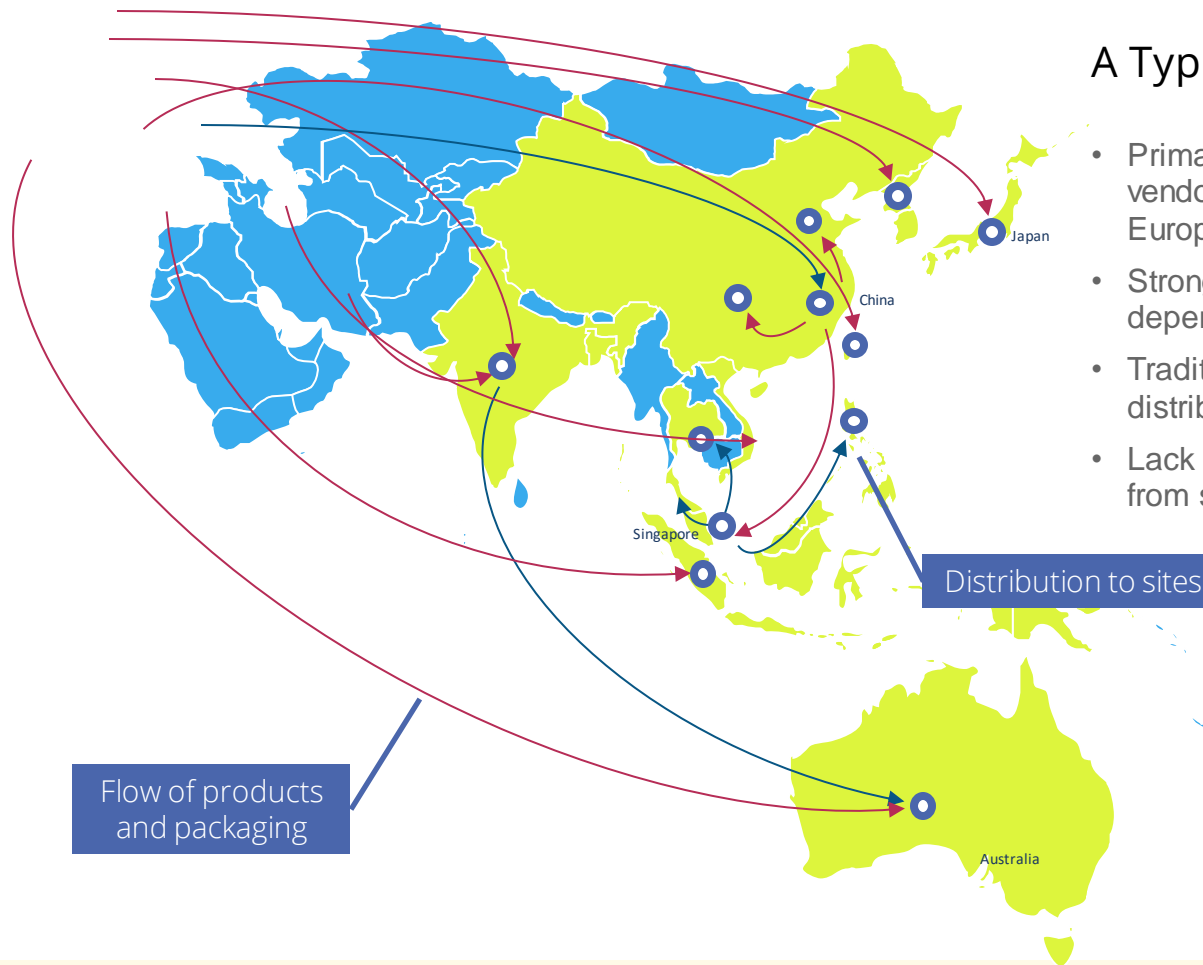 A Typ
• Prima
vendo
Europ
• Strong
depen
• Tradit
distrib
• Lack
from s
Japan
China
Singapore
Distribution to sites
Flow of products
and packaging
Australia